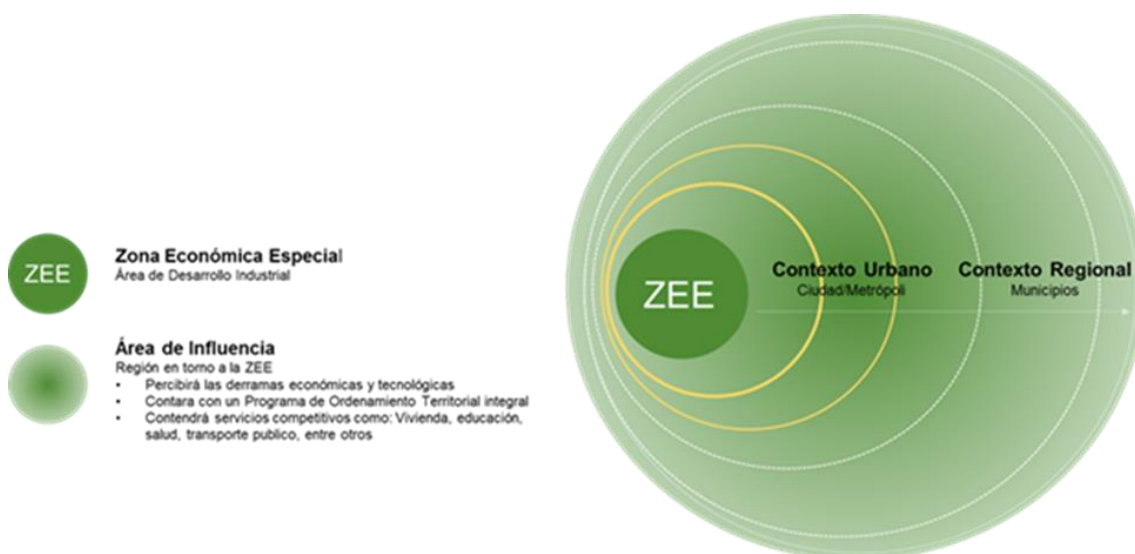 ZEE
Zona Económica Especial
Área de Desarrollo Industrial
Área de Influencia
Región en torno a la ZEE
• Percibirá las derramas económicas y tecnológicas
• Contara con un Programa de Ordenamiento Territorial integral
• Contendrá servicios competitivos como: Vivienda, educación,
salud, transporte publico, entre otros
ZEE
Contexto Urbano
Ciudad/Metrópoli
Contexto Regional
Municipios